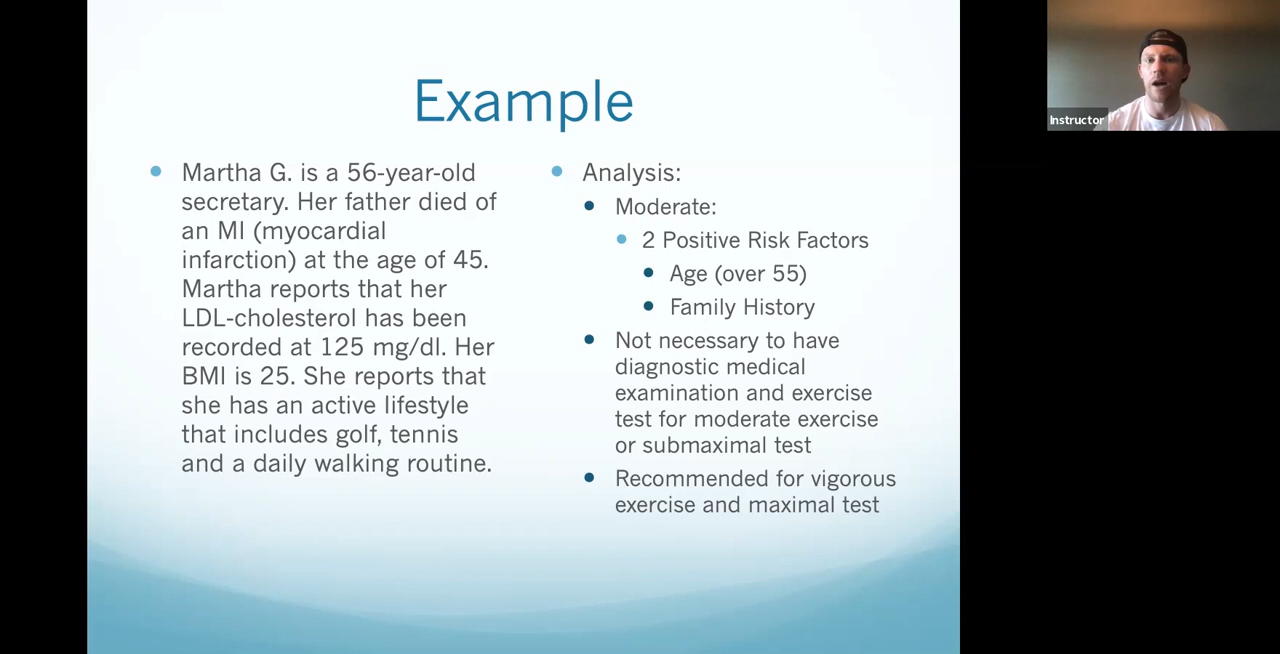 Example
Martha G. is a 56-year-old
secretary. Her father died of
an MI (myocardial
infarction) at the age of 45.
Martha reports that her
LDL-cholesterol has been
recorded at 125 mg/dl. Her
BMI is 25. She reports that
she has an active lifestyle
that includes golf, tennis
and a daily walking routine.
Analysis:
Moderate:
2 Positive Risk Factors
Age (over 55)
Family History
Not necessary to have
diagnostic medical
examination and exercise
test for moderate exercise
or submaximal test
Recommended for vigorous
exercise and maximal test
Instructor